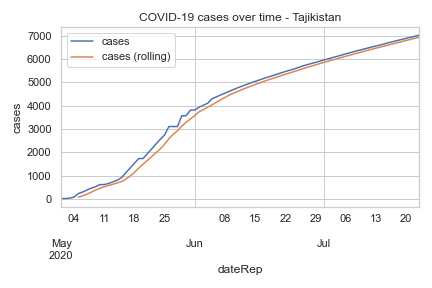 COVID-19 cases over time - Tajikistan
cases
cases (rolling)
7000
6000
5000
4000
3000
2000
1000
0
cases
04 11 18 25 08 15 22 29 06 13 20
May Jun Jul
2020
dateRep